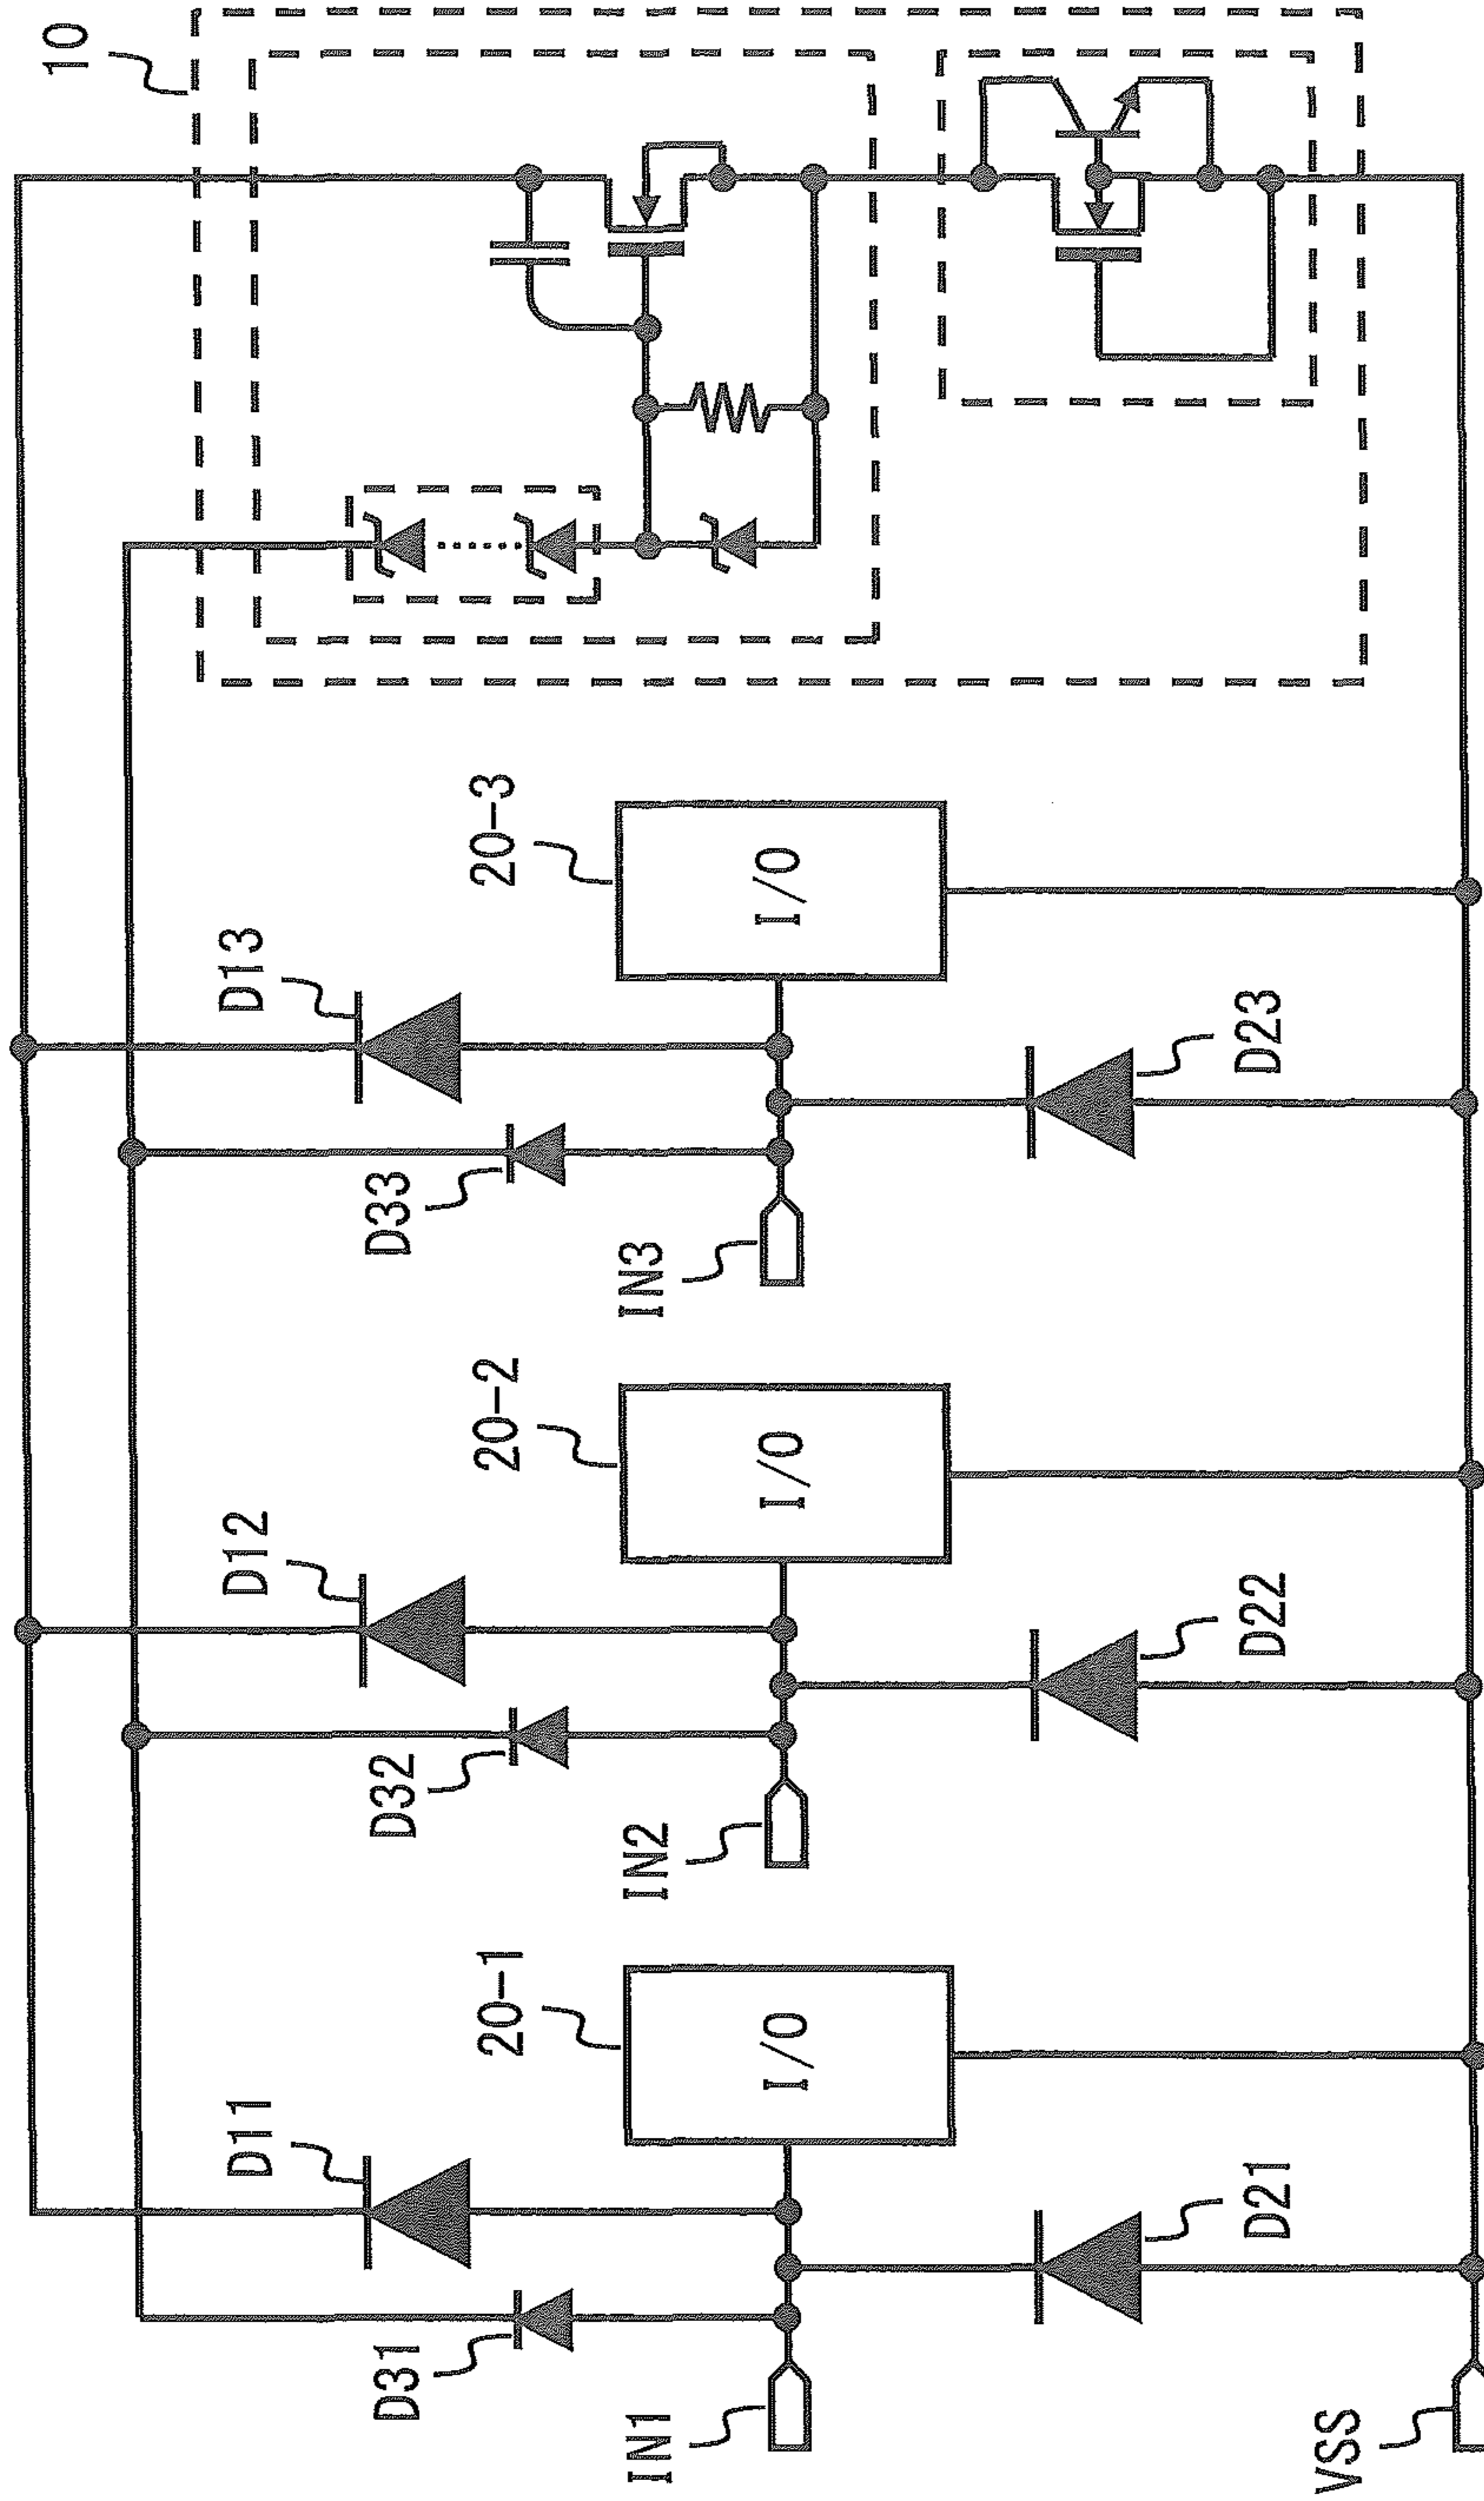 10
D13
20-3
I/O
D33
IN3
D23
D12
20-2
I/O
D32
IN2
D22
D11
20-1
I/O
D31
IN1
D21
VSS